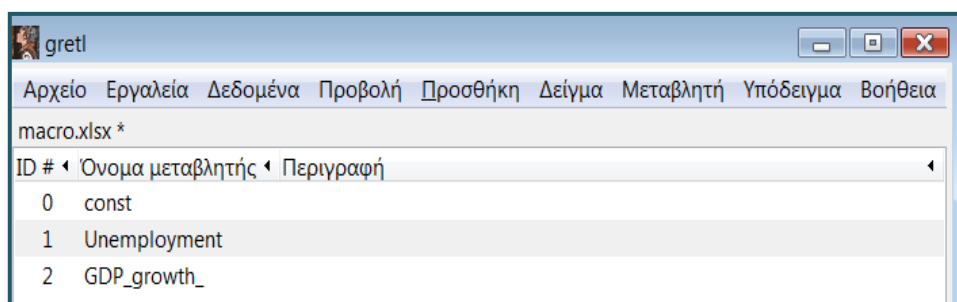 gretl
Αρχείο Εργαλεία Δεδομένα Προβολή Προσθήκη Δείγμα Μεταβλητή Υπόδειγμα Βοήθεια
macro.xlsx *
ID # Όνομα μεταβλητής Περιγραφή
0 const
1 Unemployment
2 GDP_growth_